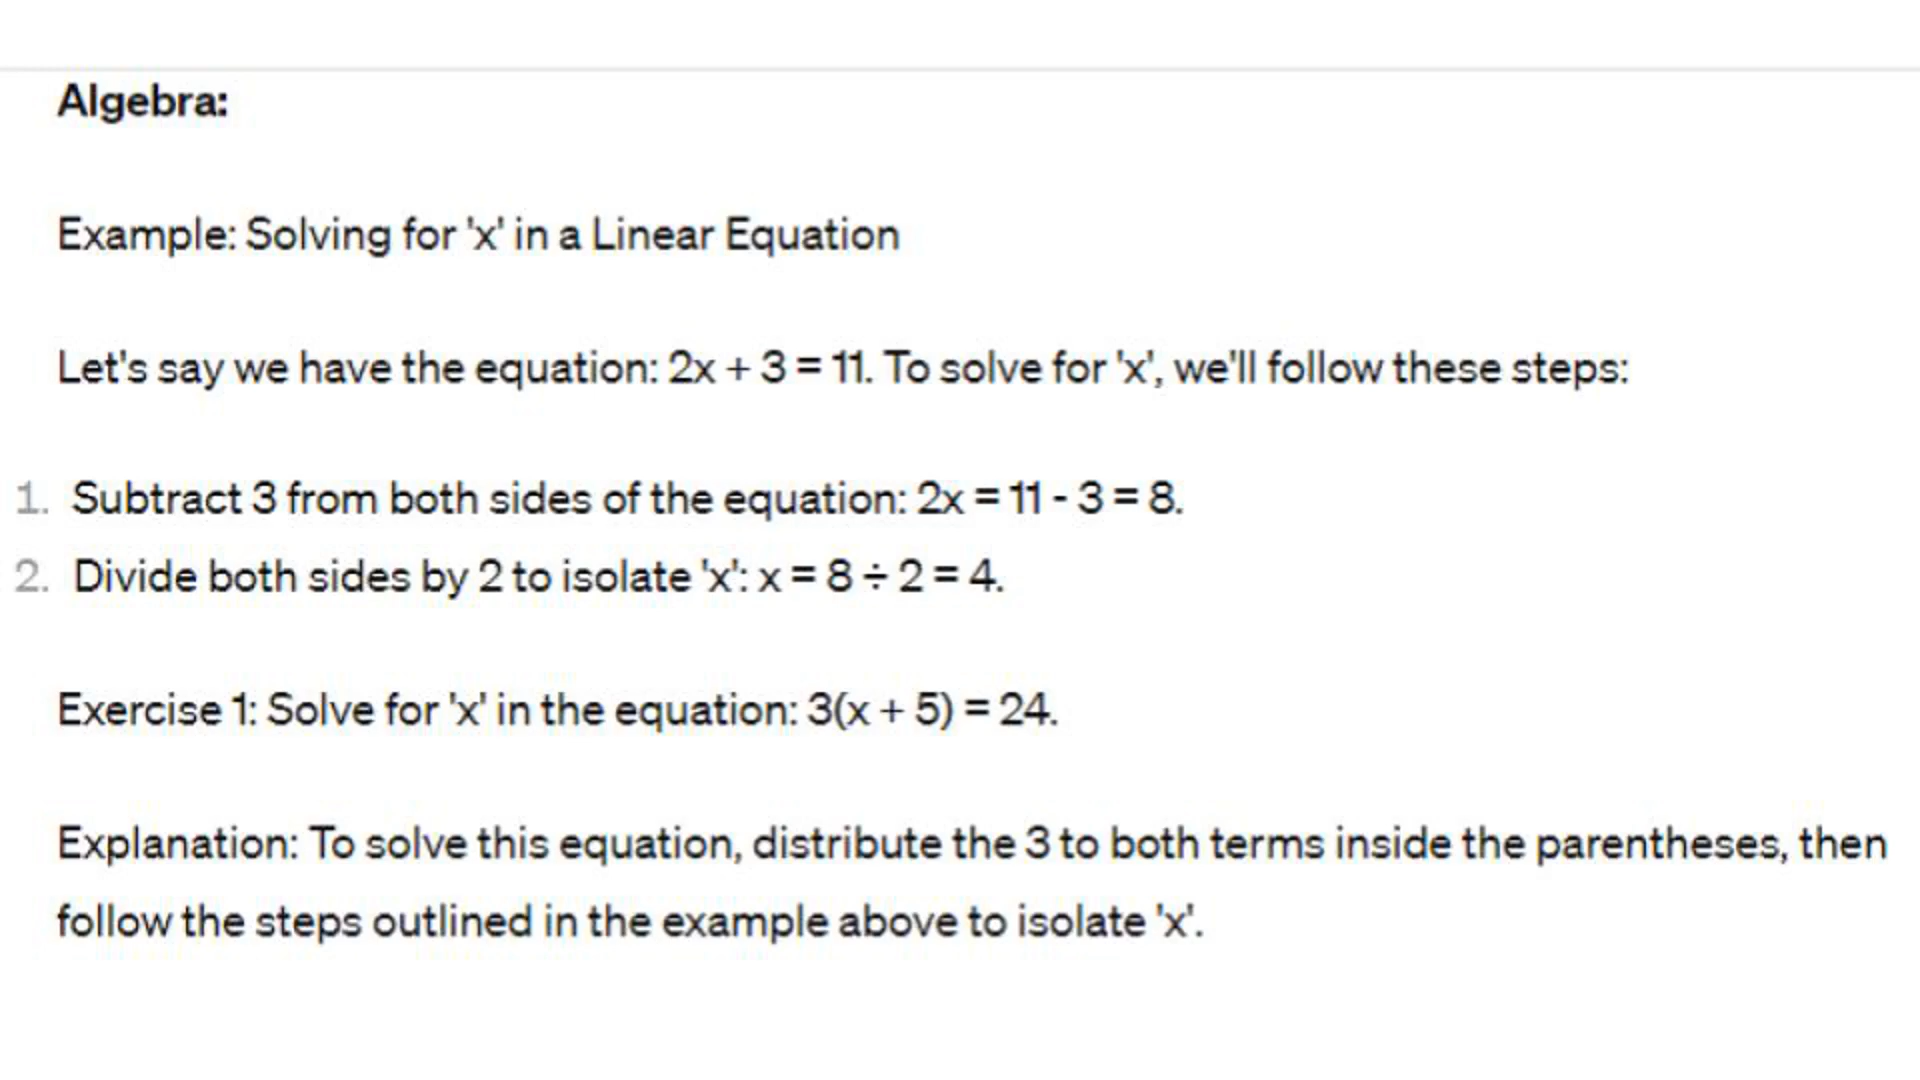 Algebra:
Example: Solving for 'x' in a Linear Equation
Let's say we have the equation: 2x + 3 = 11. To solve for 'x', we'll follow these steps:
1. Subtract 3 from both sides of the equation: 2x = 11 - 3 = 8.
2. Divide both sides by 2 to isolate 'x': x = 8 ÷ 2 = 4.
Exercise 1: Solve for 'x' in the equation: 3(x + 5) = 24.
Explanation: To solve this equation, distribute the 3 to both terms inside the parentheses, then
follow the steps outlined in the example above to isolate 'x'.